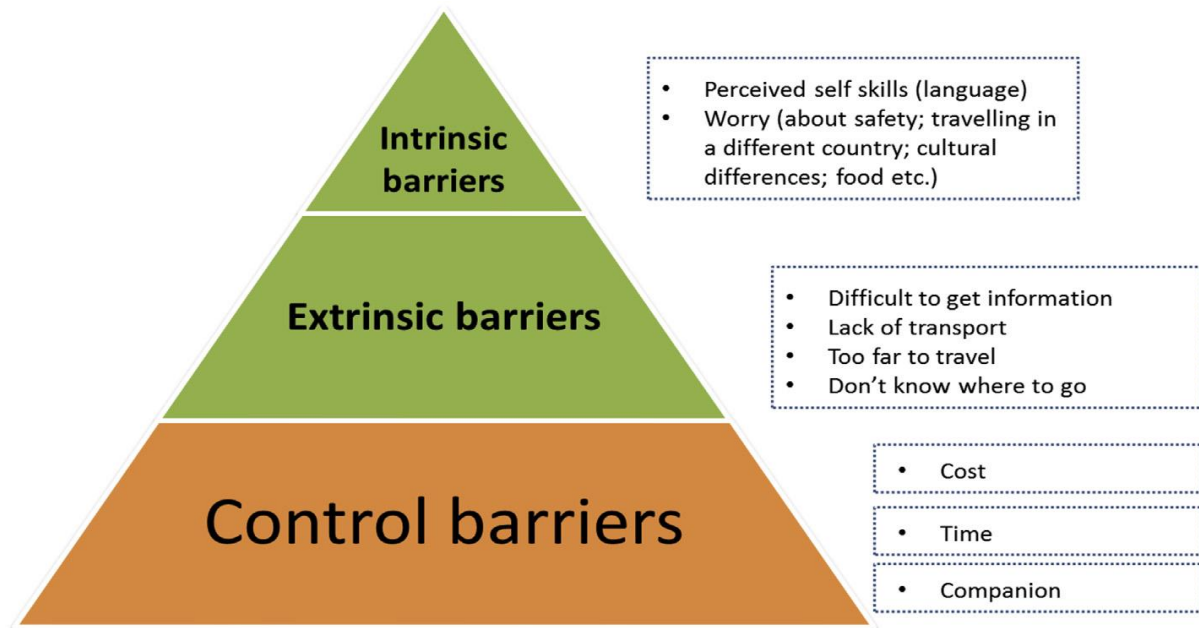 Intrinsic
barriers
• Perceived self skills (language)
• Worry (about safety; travelling in
a different country; cultural
differences; food etc.)
Extrinsic barriers
• Difficult to get information
• Lack of transport
• Too far to travel
• Don't know where to go
Control barriers
• Cost
• Time
• Companion